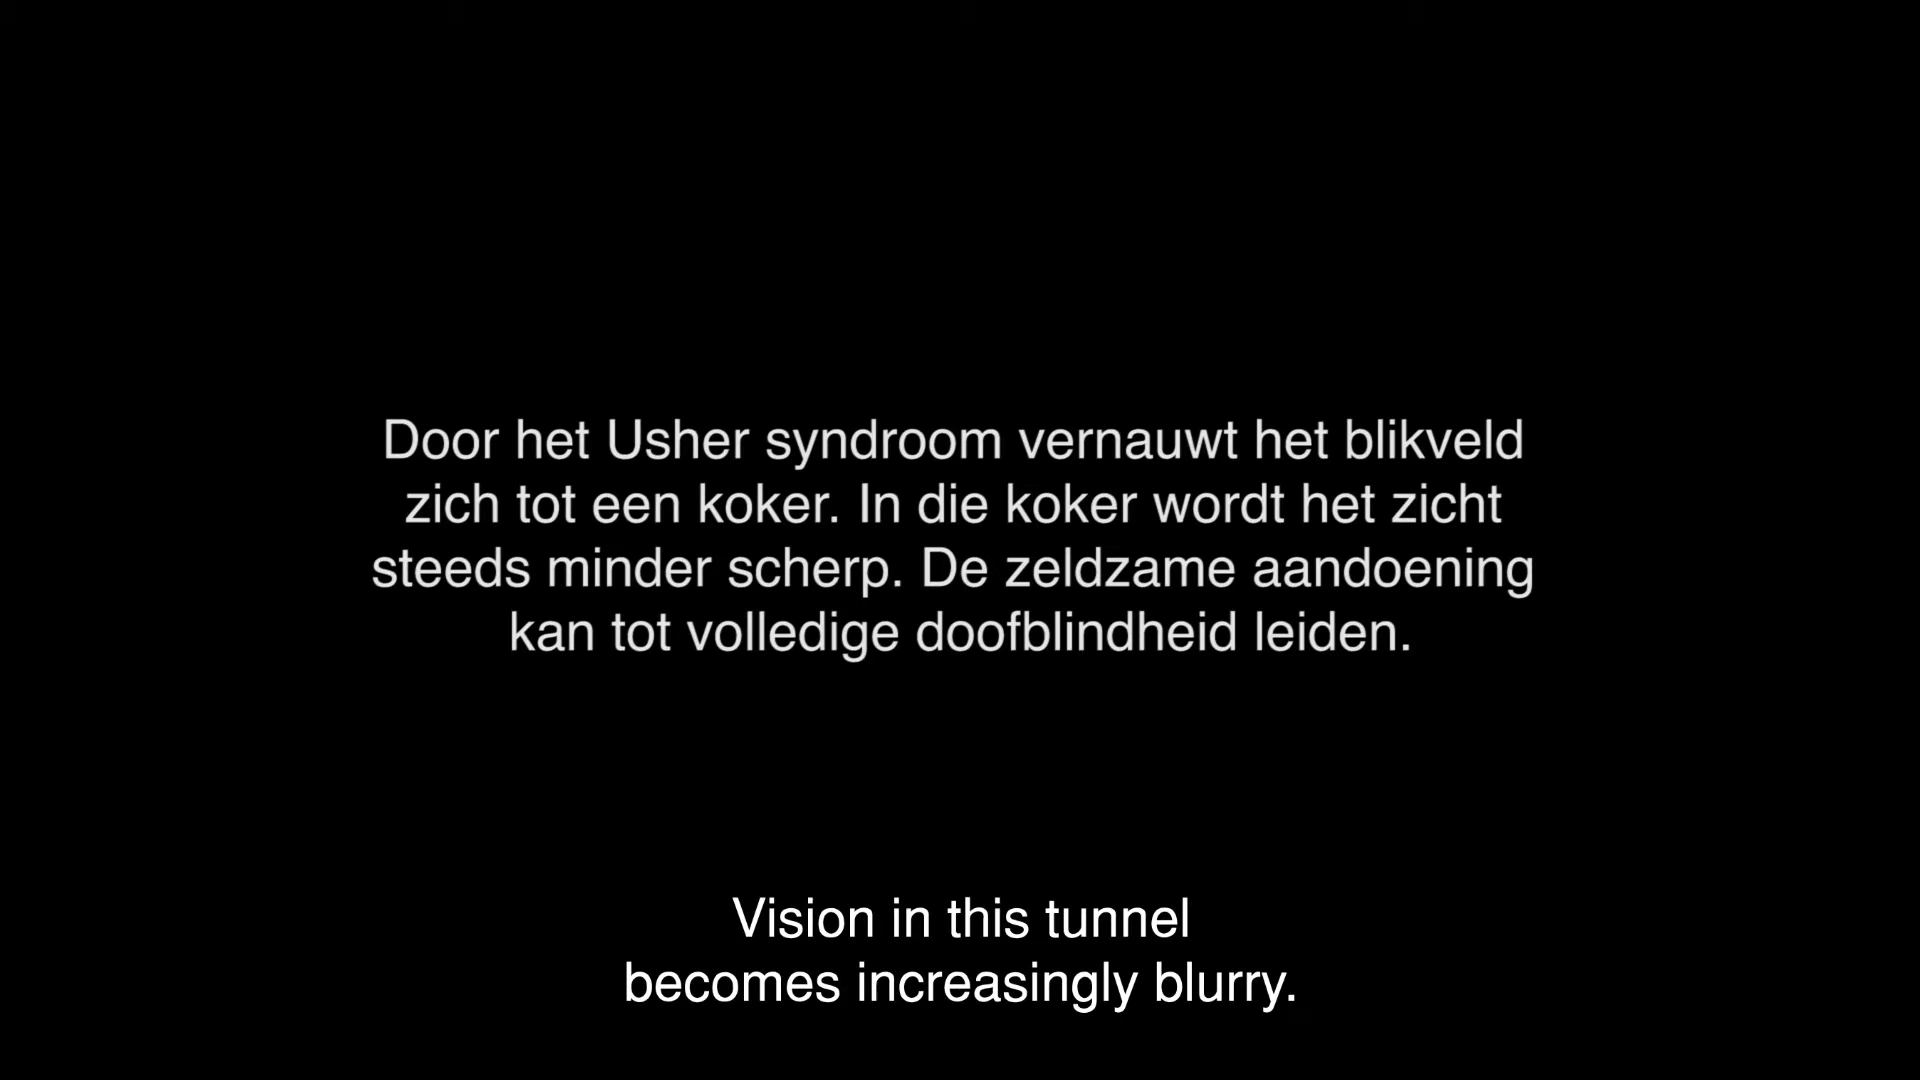 Door het Usher syndroom vernauwt het blikveld
zich tot een koker. In die koker wordt het zicht
steeds minder scherp. De zeldzame aandoening
kan tot volledige doofblindheid leiden.
Vision in this tunnel
becomes increasingly blurry.